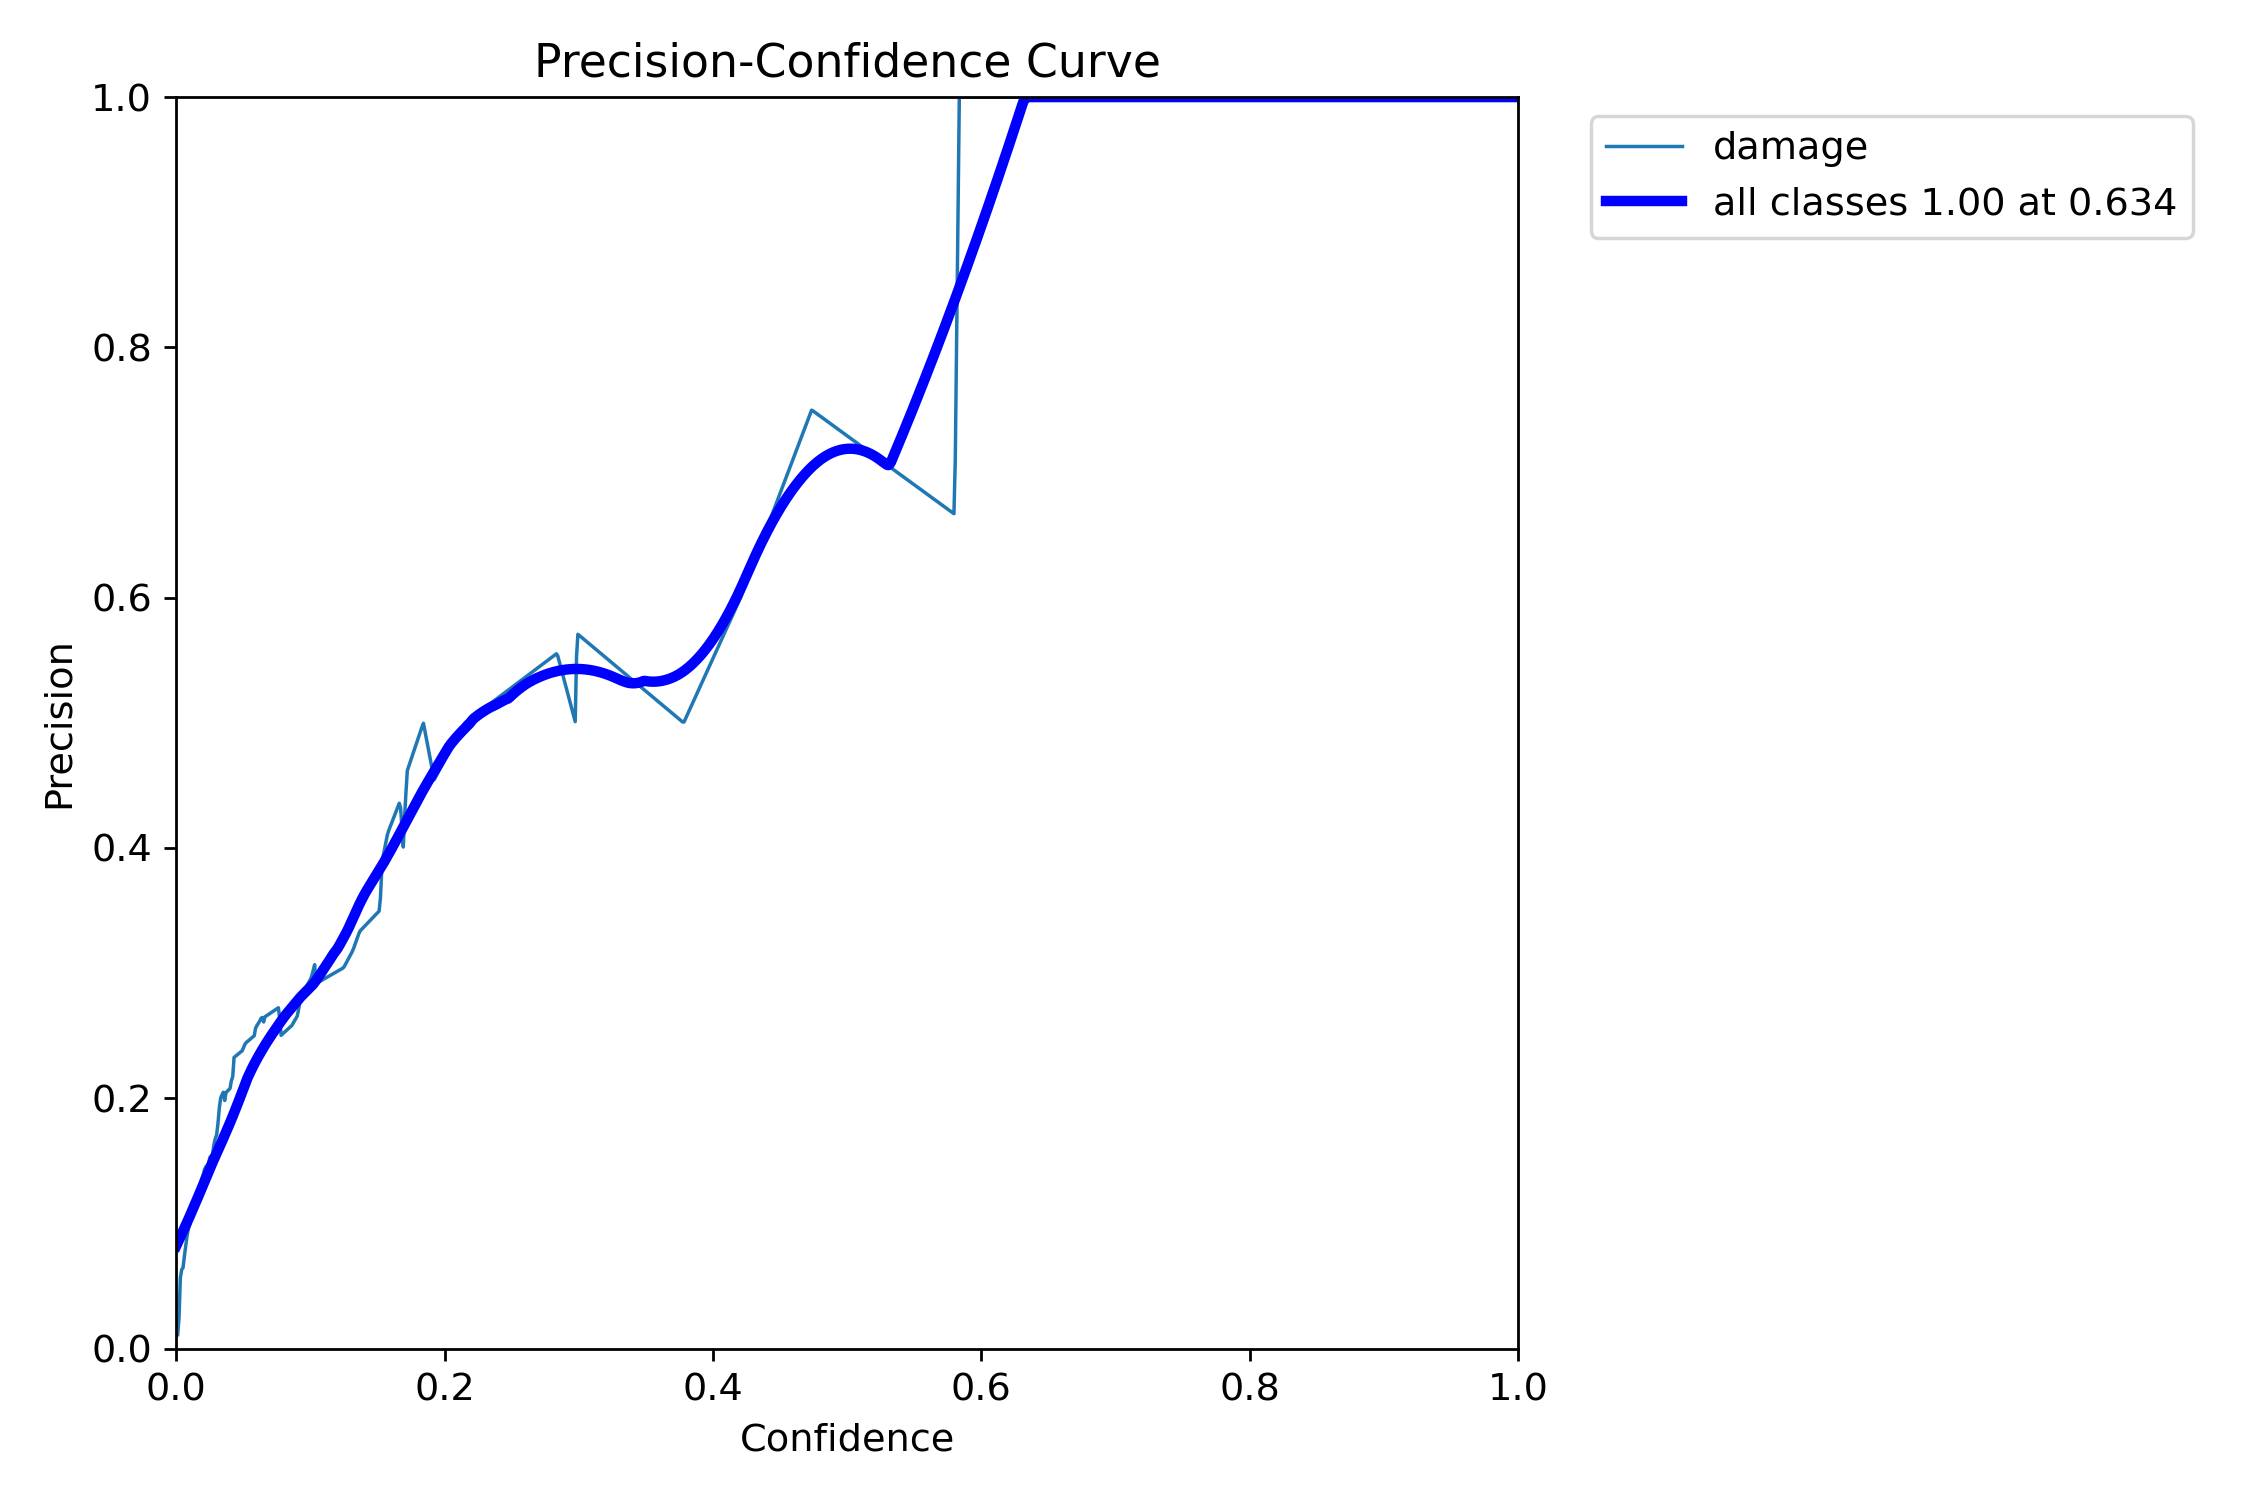 Precision-Confidence Curve
1.0
0.8
0.6
0.4
0.2
0.0
Precision
0.0 0.2 0.4 0.6 0.8 1.0
Confidence
damage
all classes 1.00 at 0.634